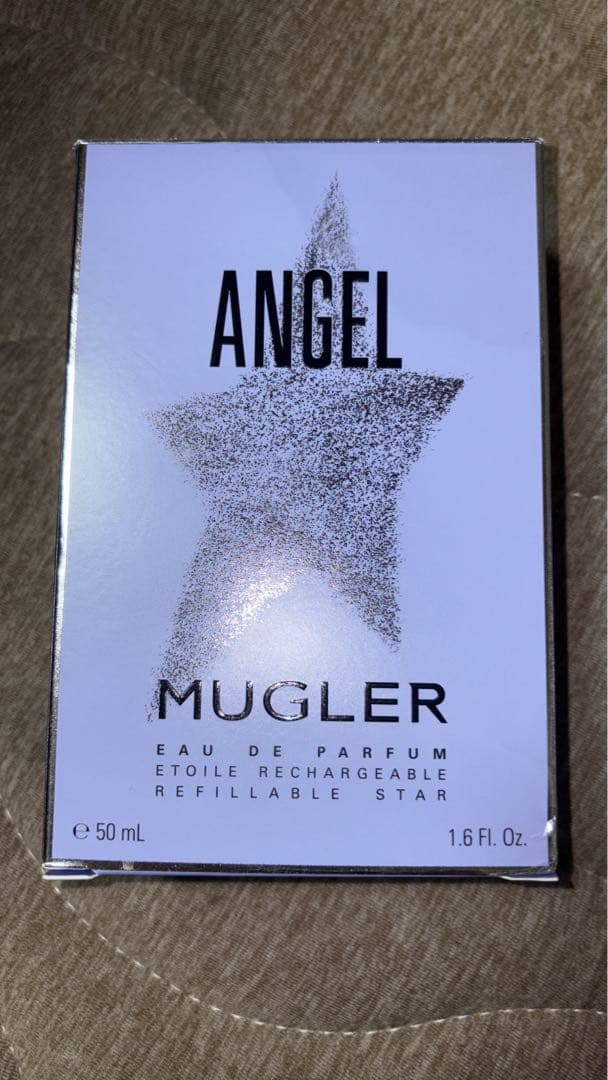 ANGEL
MUGLER
EAU DE PARFUM
ETOILE RECHARGEABLE
REFILLABLE STAR
℮ 50 mL
1.6 Fl. Oz.